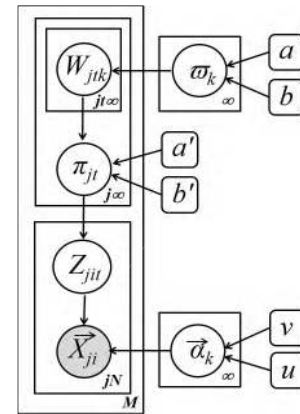 W_jtk
ϖ_k
a
b
jt∞
∞
π_jt
a'
b'
j∞
Z_jit
X⃗_ji
α⃗_k
v
u
jN
∞
M